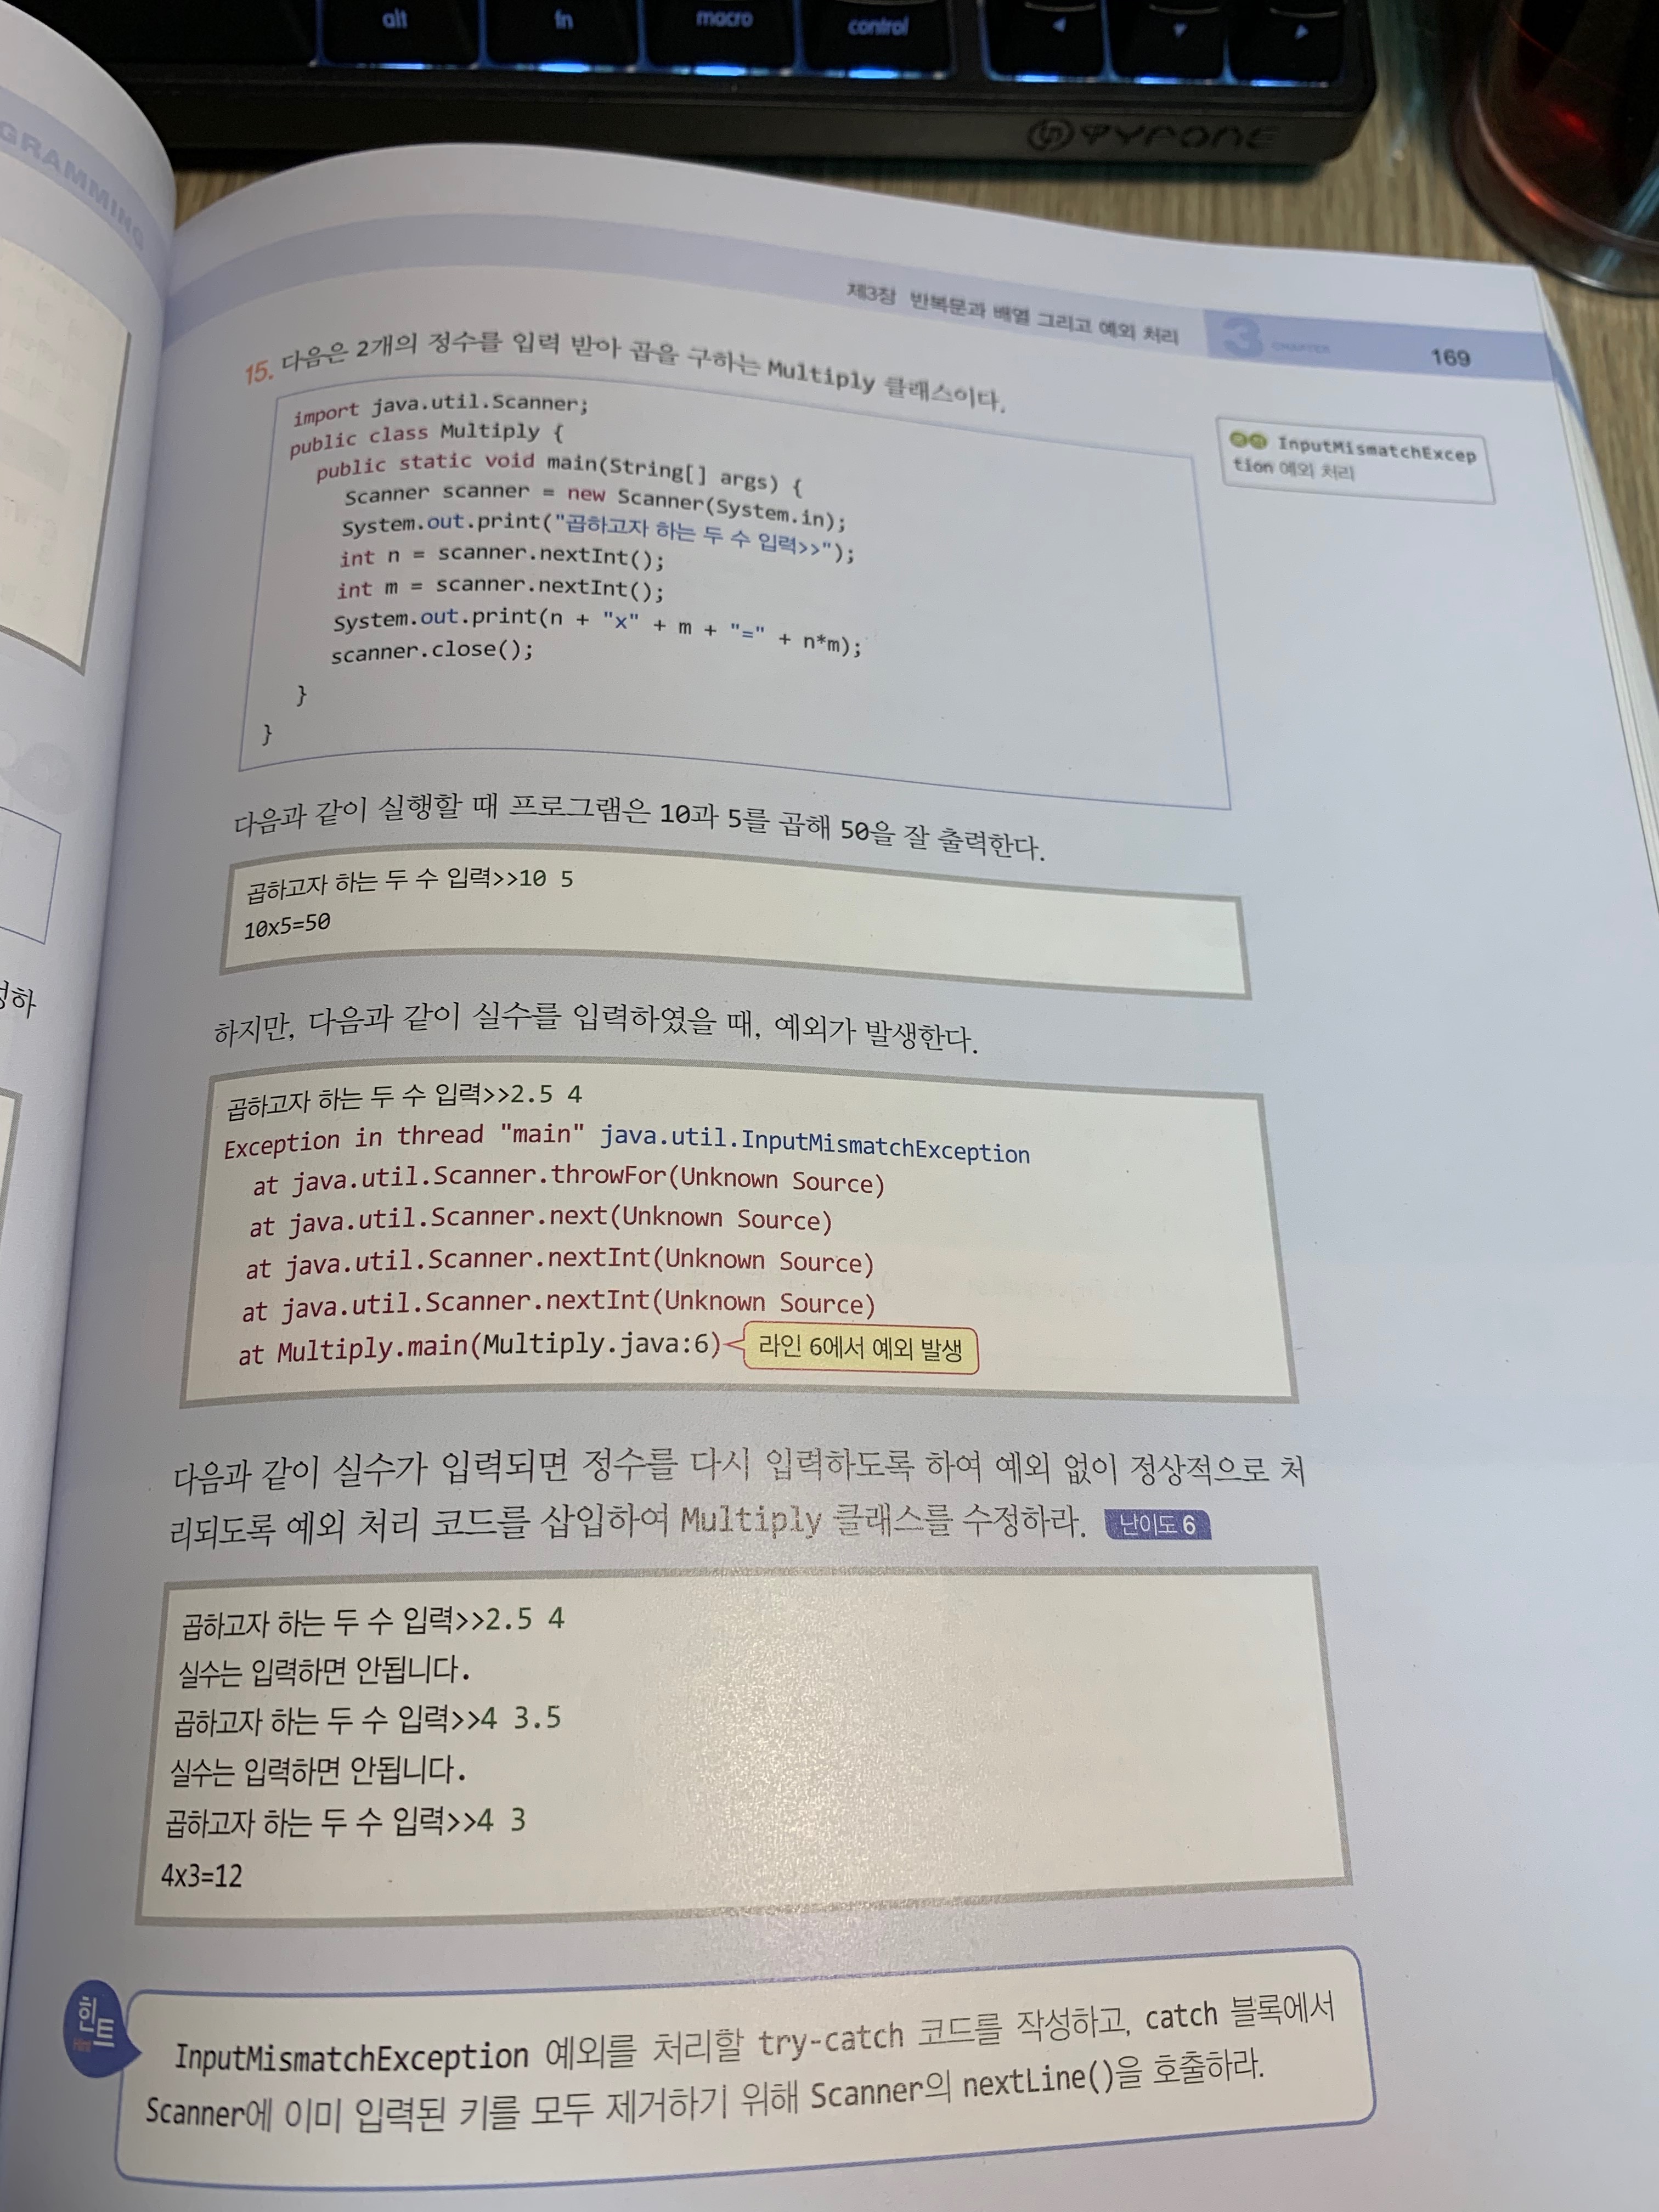 alt fn macro control
GRAMMING
제3장 반복문과 배열 그리고 예외 처리 3 CHAPTER 169
15. 다음은 2개의 정수를 입력 받아 곱을 구하는 Multiply 클래스이다.
InputMismatchExcep
tion 예외 처리
import java.util.Scanner;
public class Multiply {
public static void main(String[] args) {
Scanner scanner = new Scanner(System.in);
System.out.print("곱하고자 하는 두 수 입력>>");
int n = scanner.nextInt();
int m = scanner.nextInt();
System.out.print(n + "x" + m + "=" + n*m);
scanner.close();
}
}
다음과 같이 실행할 때 프로그램은 10과 5를 곱해 50을 잘 출력한다.
곱하고자 하는 두 수 입력>>10 5
10x5=50
하지만, 다음과 같이 실수를 입력하였을 때, 예외가 발생한다.
곱하고자 하는 두 수 입력>>2.5 4
Exception in thread "main" java.util.InputMismatchException
at java.util.Scanner.throwFor(Unknown Source)
at java.util.Scanner.next(Unknown Source)
at java.util.Scanner.nextInt(Unknown Source)
at java.util.Scanner.nextInt(Unknown Source)
at Multiply.main(Multiply.java:6) 라인 6에서 예외 발생
다음과 같이 실수가 입력되면 정수를 다시 입력하도록 하여 예외 없이 정상적으로 처
리되도록 예외 처리 코드를 삽입하여 Multiply 클래스를 수정하라. 난이도 6
곱하고자 하는 두 수 입력>>2.5 4
실수는 입력하면 안됩니다.
곱하고자 하는 두 수 입력>>4 3.5
실수는 입력하면 안됩니다.
곱하고자 하는 두 수 입력>>4 3
4x3=12
힌트
Hint
InputMismatchException 예외를 처리할 try-catch 코드를 작성하고, catch 블록에서
Scanner에 이미 입력된 키를 모두 제거하기 위해 Scanner의 nextLine()을 호출하라.